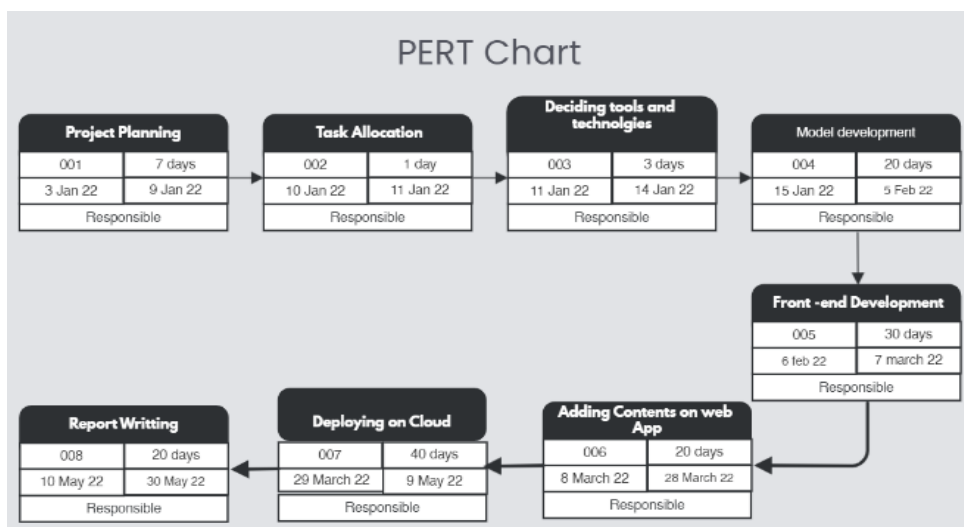 PERT Chart
Project Planning
001 7 days
3 Jan 22 9 Jan 22
Responsible
Task Allocation
002 1 day
10 Jan 22 11 Jan 22
Responsible
Deciding tools and
technolgies
003 3 days
11 Jan 22 14 Jan 22
Responsible
Model development
004 20 days
15 Jan 22 5 Feb 22
Responsible
Front -end Development
005 30 days
6 feb 22 7 march 22
Responsible
Adding Contents on web
App
006 20 days
8 March 22 28 March 22
Responsible
Deploying on Cloud
007 40 days
29 March 22 9 May 22
Responsible
Report Writting
008 20 days
10 May 22 30 May 22
Responsible